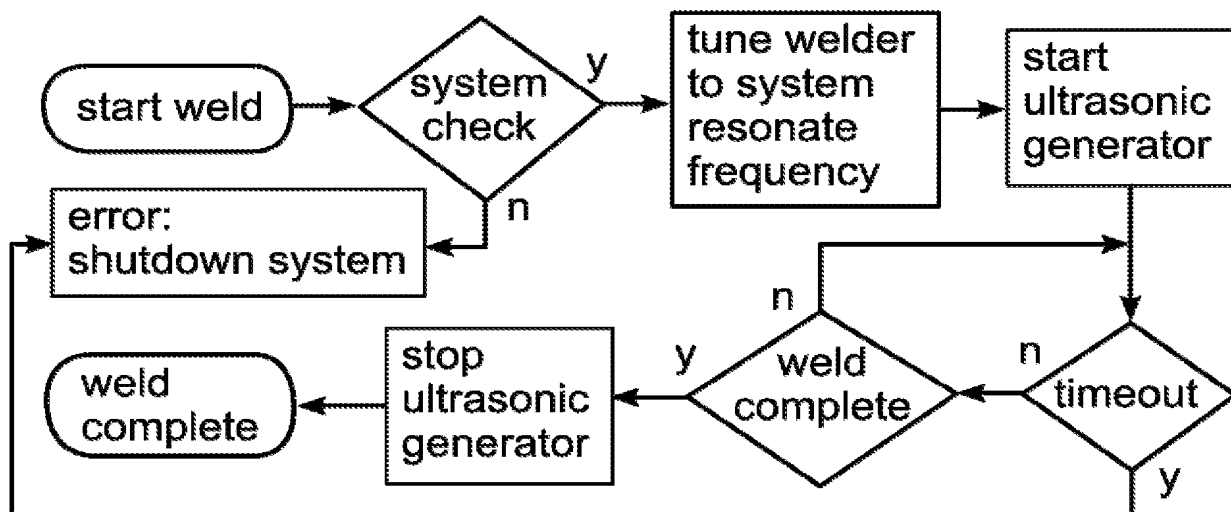 start weld
system
check
y
n
tune welder
to system
resonate
frequency
start
ultrasonic
generator
error:
shutdown system
timeout
n
y
weld
complete
n
y
stop
ultrasonic
generator
weld
complete